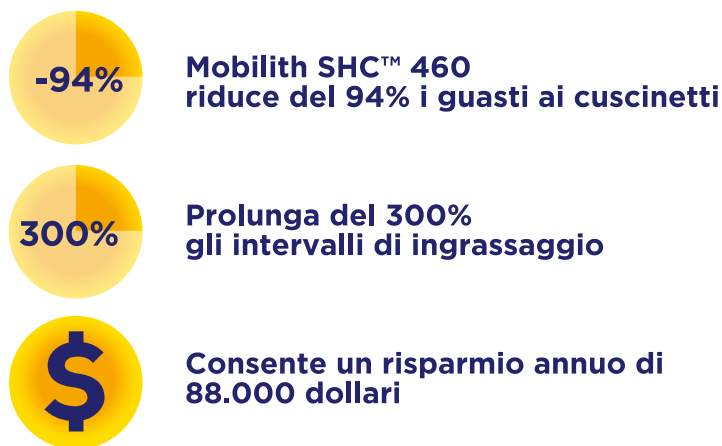 -94%
Mobilith SHC™ 460
riduce del 94% i guasti ai cuscinetti
300%
Prolunga del 300%
gli intervalli di ingrassaggio
$
Consente un risparmio annuo di
88.000 dollari